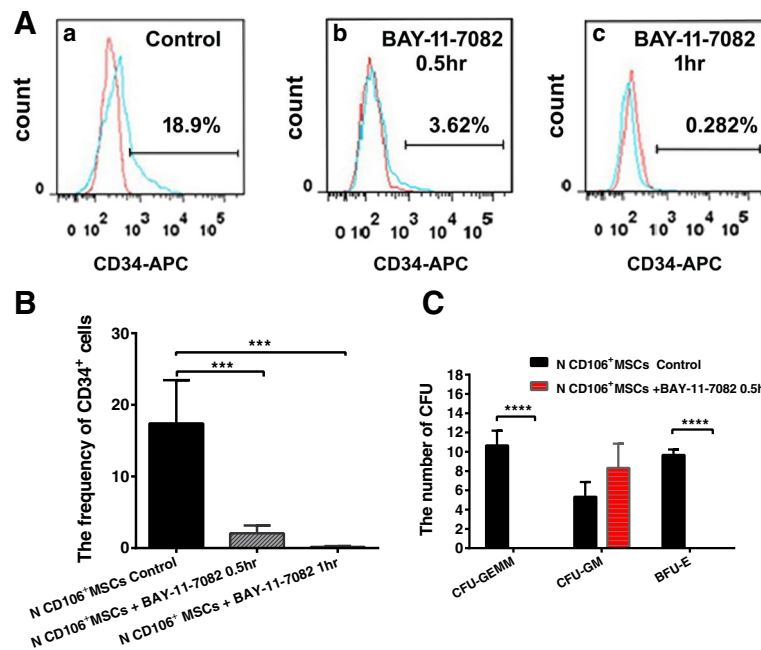 A
a
Control
count
18.9%
0
0 10² 10³ 10⁴ 10⁵
CD34-APC
b
BAY-11-7082
0.5hr
count
3.62%
0
0 10² 10³ 10⁴ 10⁵
CD34-APC
c
BAY-11-7082
1hr
count
0.282%
0
0 10² 10³ 10⁴ 10⁵
CD34-APC
B
The frequency of CD34⁺ cells
30
20
10
0
***
***
N CD106⁺MSCs Control
N CD106⁺MSCs + BAY-11-7082 0.5hr
N CD106⁺ MSCs + BAY-11-7082 1hr
C
N CD106⁺MSCs Control
N CD106⁺MSCs +BAY-11-7082 0.5h
The number of CFU
18
16
14
12
10
8
6
4
2
0
****
****
CFU-GEMM
CFU-GM
BFU-E